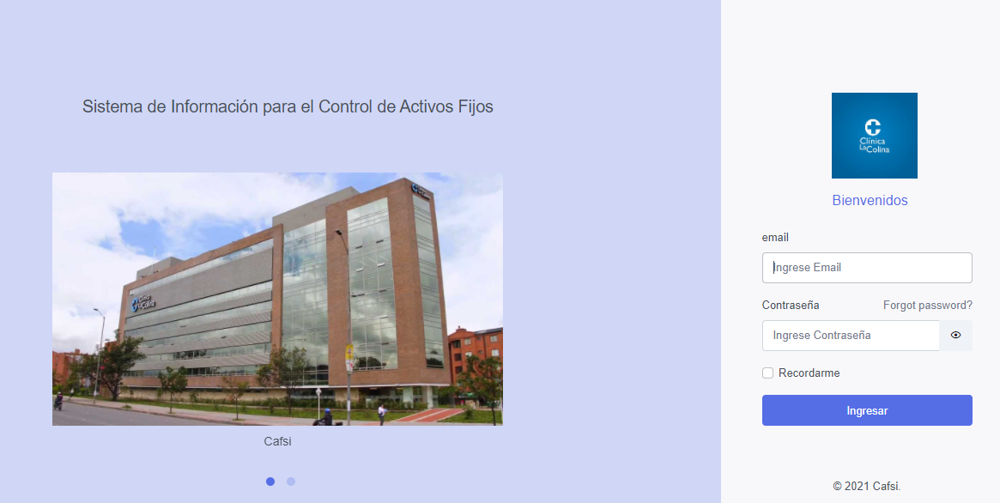 Sistema de Información para el Control de Activos Fijos
Clínica
La Colina
Cafsi
Clínica
La Colina
Bienvenidos
email
Ingrese Email
Contraseña
Forgot password?
Ingrese Contraseña
Recordarme
Ingresar
© 2021 Cafsi.